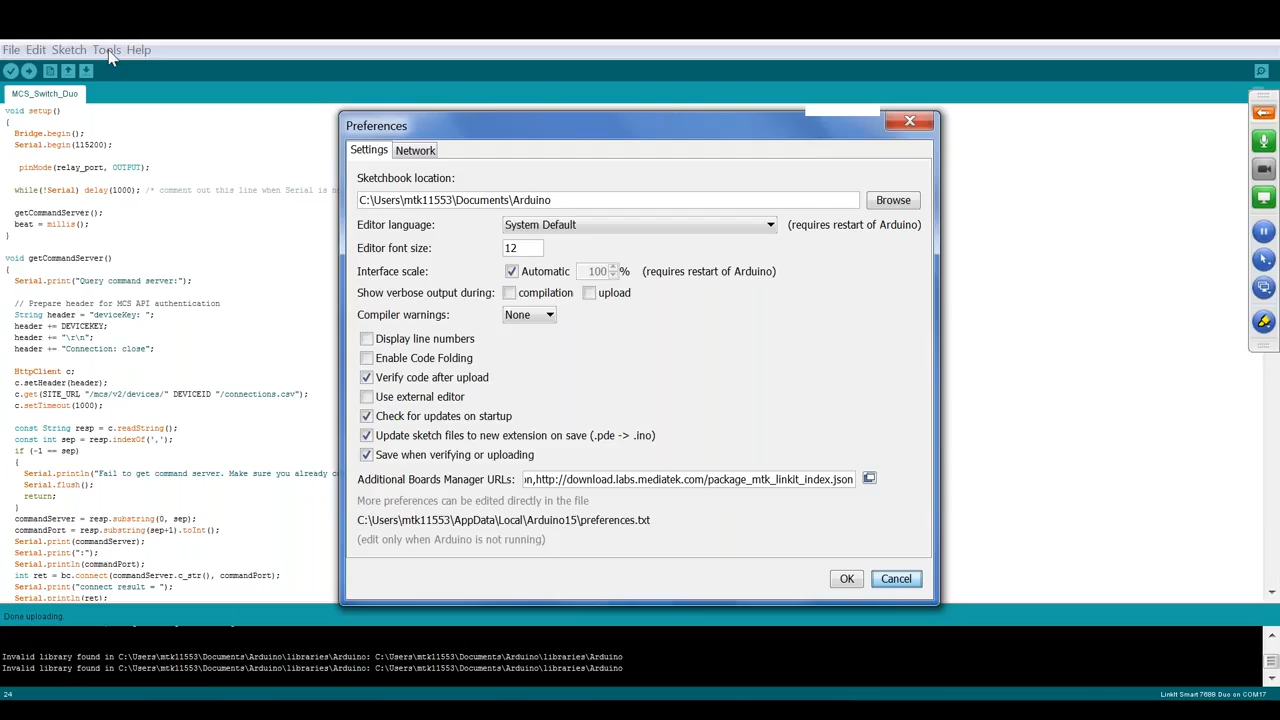 File Edit Sketch Tools Help
MCS_Switch_Duo
void setup()
{
Bridge.begin();
Serial.begin(115200);
pinMode(relay_port, OUTPUT);
while(!Serial) delay(1000); /* comment out this line when Serial is n
getCommandServer();
beat = millis();
}
void getCommandServer()
{
Serial.print("Query command server:");
// Prepare header for MCS API authentication
String header = "deviceKey: ";
header += DEVICEKEY;
header += "\r\n";
header += "Connection: close";
HttpClient c;
c.setHeader(header);
c.get(SITE_URL "/mcs/v2/devices/" DEVICEID "/connections.csv");
c.setTimeout(1000);
const String resp = c.readString();
const int sep = resp.indexOf(',');
if (-1 == sep)
{
Serial.println("Fail to get command server. Make sure you already c
Serial.flush();
return;
}
commandServer = resp.substring(0, sep);
commandPort = resp.substring(sep+1).toInt();
Serial.print(commandServer);
Serial.print(":");
Serial.println(commandPort);
int ret = bc.connect(commandServer.c_str(), commandPort);
Serial.print("connect result = ");
Serial.println(ret);
Preferences
Settings Network
Sketchbook location:
C:\Users\mtk11553\Documents\Arduino Browse
Editor language: System Default (requires restart of Arduino)
Editor font size: 12
Interface scale: Automatic 100 % (requires restart of Arduino)
Show verbose output during: compilation upload
Compiler warnings: None
Display line numbers
Enable Code Folding
Verify code after upload
Use external editor
Check for updates on startup
Update sketch files to new extension on save (.pde -> .ino)
Save when verifying or uploading
Additional Boards Manager URLs: n,http://download.labs.mediatek.com/package_mtk_linkit_index.json
More preferences can be edited directly in the file
C:\Users\mtk11553\AppData\Local\Arduino15\preferences.txt
(edit only when Arduino is not running)
OK Cancel
Done uploading.
Invalid library found in C:\Users\mtk11553\Documents\Arduino\libraries\Arduino: C:\Users\mtk11553\Documents\Arduino\libraries\Arduino
Invalid library found in C:\Users\mtk11553\Documents\Arduino\libraries\Arduino: C:\Users\mtk11553\Documents\Arduino\libraries\Arduino
24 LinkIt Smart 7688 Duo on COM17